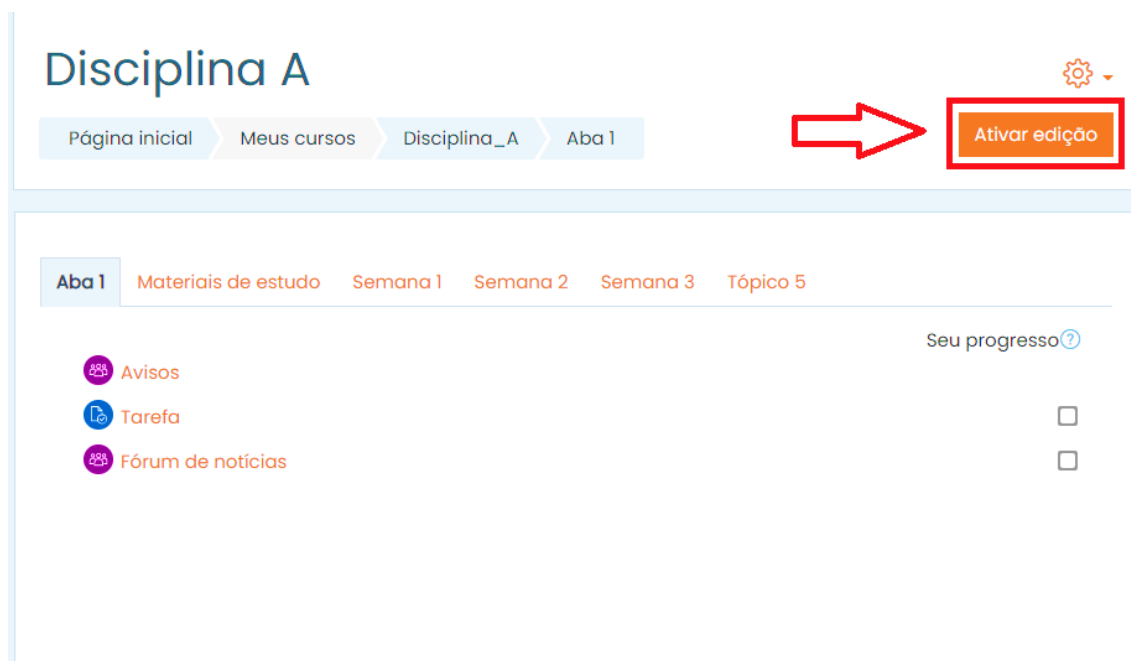 Disciplina A
Página inicial Meus cursos Disciplina_A Aba 1
Ativar edição
Aba 1 Materiais de estudo Semana 1 Semana 2 Semana 3 Tópico 5
Seu progresso?
Avisos
Tarefa
Fórum de notícias